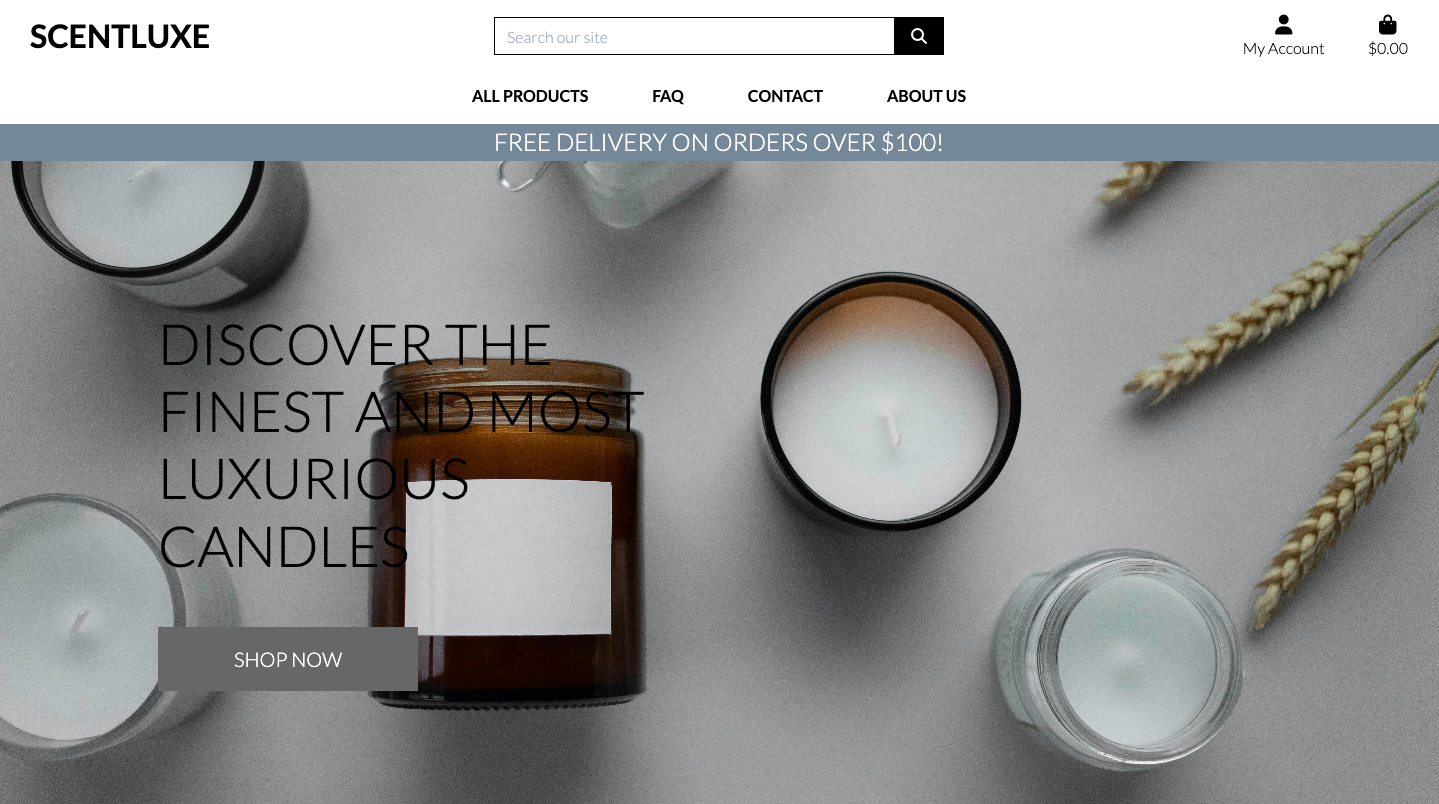 SCENTLUXE
Search our site
My Account
$0.00
ALL PRODUCTS
FAQ
CONTACT
ABOUT US
FREE DELIVERY ON ORDERS OVER $100!
DISCOVER THE
FINEST AND MOST
LUXURIOUS
CANDLES
SHOP NOW